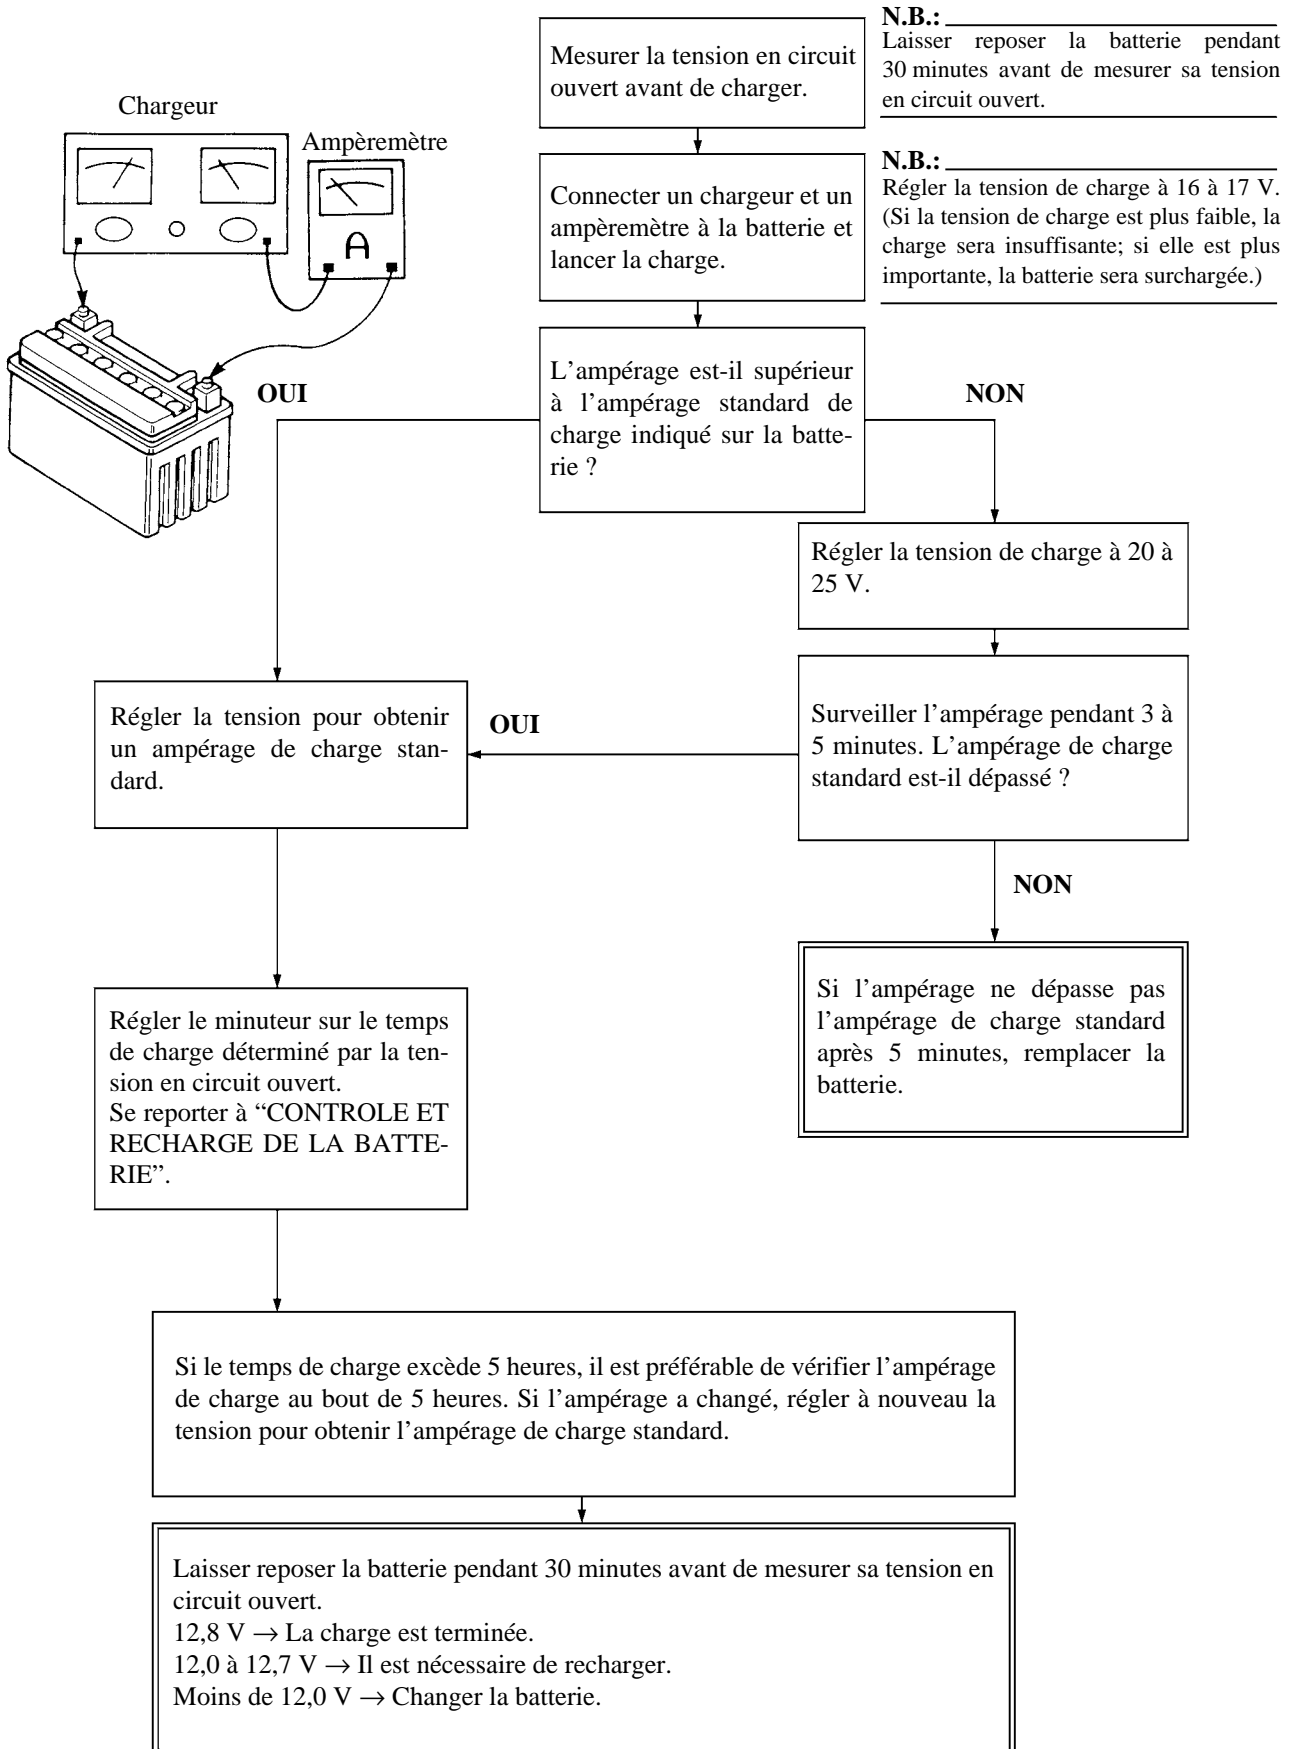 Mesurer la tension en circuit
ouvert avant de charger.
N.B.:
Laisser reposer la batterie pendant
30 minutes avant de mesurer sa tension
en circuit ouvert.
Chargeur
Ampèremètre
A
Connecter un chargeur et un
ampèremètre à la batterie et
lancer la charge.
N.B.:
Régler la tension de charge à 16 à 17 V.
(Si la tension de charge est plus faible, la
charge sera insuffisante; si elle est plus
importante, la batterie sera surchargée.)
L’ampérage est-il supérieur
à l’ampérage standard de
charge indiqué sur la batte-
rie ?
OUI
NON
Régler la tension de charge à 20 à
25 V.
Régler la tension pour obtenir
un ampérage de charge stan-
dard.
OUI
Surveiller l’ampérage pendant 3 à
5 minutes. L’ampérage de charge
standard est-il dépassé ?
NON
Si l’ampérage ne dépasse pas
l’ampérage de charge standard
après 5 minutes, remplacer la
batterie.
Régler le minuteur sur le temps
de charge déterminé par la ten-
sion en circuit ouvert.
Se reporter à “CONTROLE ET
RECHARGE DE LA BATTE-
RIE”.
Si le temps de charge excède 5 heures, il est préférable de vérifier l’ampérage
de charge au bout de 5 heures. Si l’ampérage a changé, régler à nouveau la
tension pour obtenir l’ampérage de charge standard.
Laisser reposer la batterie pendant 30 minutes avant de mesurer sa tension en
circuit ouvert.
12,8 V → La charge est terminée.
12,0 à 12,7 V → Il est nécessaire de recharger.
Moins de 12,0 V → Changer la batterie.